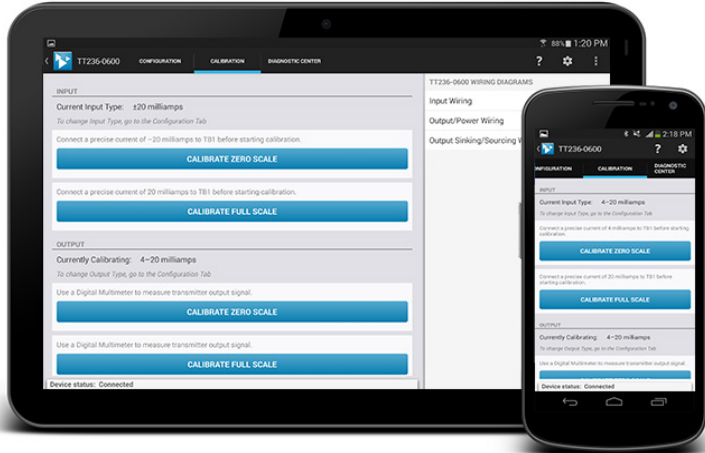 88% 1:20 PM
TT236-0600 CONFIGURATION CALIBRATION DIAGNOSTIC CENTER ?
INPUT
Current Input Type: ±20 milliamps
To change Input Type, go to the Configuration Tab
Connect a precise current of -20 milliamps to TB1 before starting calibration.
CALIBRATE ZERO SCALE
Connect a precise current of 20 milliamps to TB1 before starting calibration.
CALIBRATE FULL SCALE
OUTPUT
Currently Calibrating: 4-20 milliamps
To change Output Type, go to the Configuration Tab
Use a Digital Multimeter to measure transmitter output signal.
CALIBRATE ZERO SCALE
Use a Digital Multimeter to measure transmitter output signal.
CALIBRATE FULL SCALE
Device status: Connected
TT236-0600 WIRING DIAGRAMS
Input Wiring
Output/Power Wiring
Output Sinking/Sourcing W
2:18 PM
TT236-0600 ?
ONFIGURATION CALIBRATION DIAGNOSTIC
CENTER
INPUT
Current Input Type: 4-20 milliamps
To change Input Type, go to the Configuration Tab
Connect a precise current of 4 milliamps to TB1 before starting
calibration.
CALIBRATE ZERO SCALE
Connect a precise current of 20 milliamps to TB1 before
starting calibration.
CALIBRATE FULL SCALE
OUTPUT
Currently Calibrating: 4-20 milliamps
To change Output Type, go to the Configuration Tab
Use a Digital Multimeter to measure transmitter output signal.
Device status: Connected